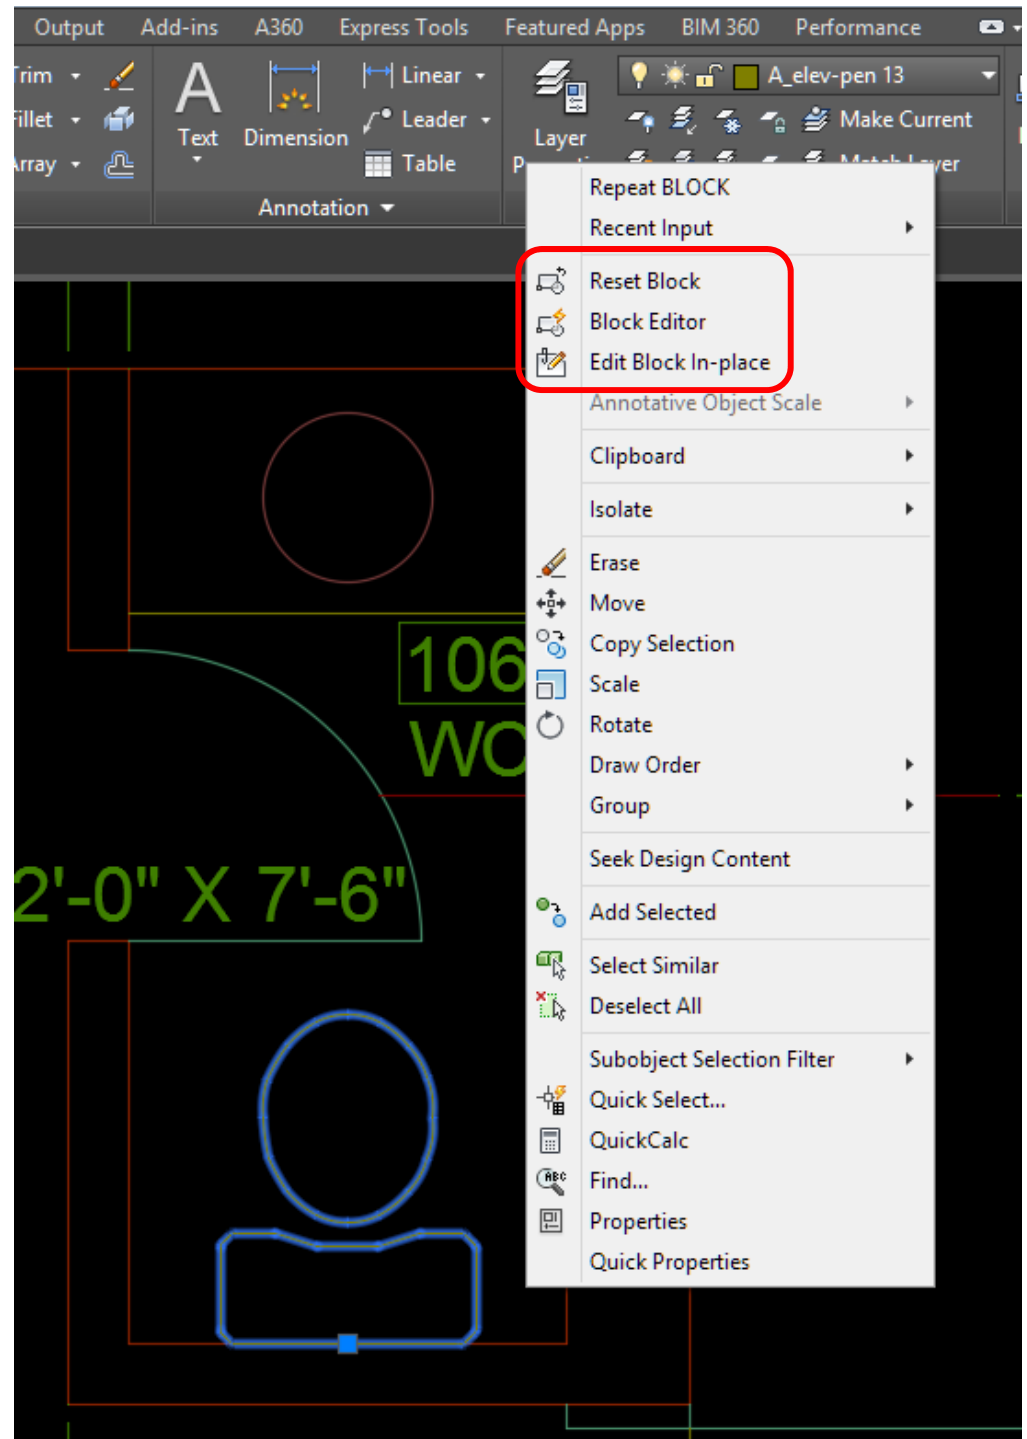 Output Add-ins A360 Express Tools Featured Apps BIM 360 Performance
Trim
Linear
A_elev-pen 13
Fillet
Text
Dimension
Leader
Layer
Make Current
Array
Table
Match Layer
Annotation
Repeat BLOCK
Recent Input
Reset Block
Block Editor
Edit Block In-place
Annotative Object Scale
Clipboard
Isolate
Erase
Move
Copy Selection
Scale
Rotate
Draw Order
Group
Seek Design Content
Add Selected
Select Similar
Deselect All
Subobject Selection Filter
Quick Select...
QuickCalc
Find...
Properties
Quick Properties
106
WC
2'-0" X 7'-6"